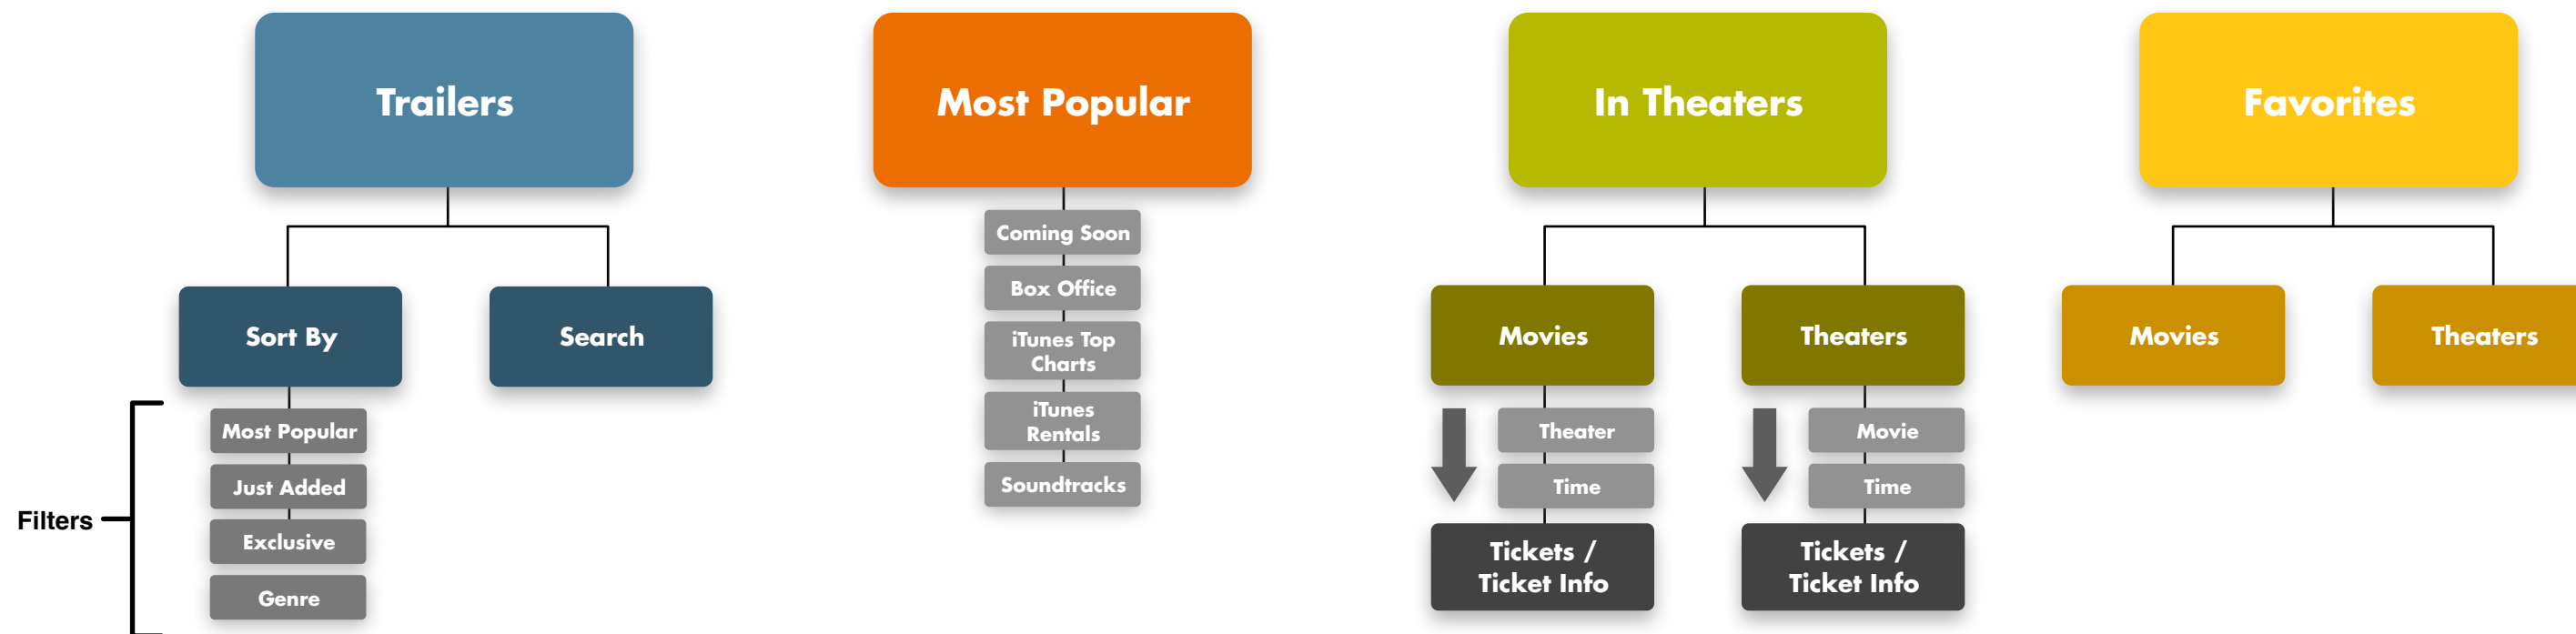 Trailers
Most Popular
In Theaters
Favorites
Sort By
Search
Filters
Most Popular
Just Added
Exclusive
Genre
Coming Soon
Box Office
iTunes Top
Charts
iTunes
Rentals
Soundtracks
Movies
Theaters
Theater
Time
Tickets /
Ticket Info
Movie
Time
Tickets /
Ticket Info
Movies
Theaters